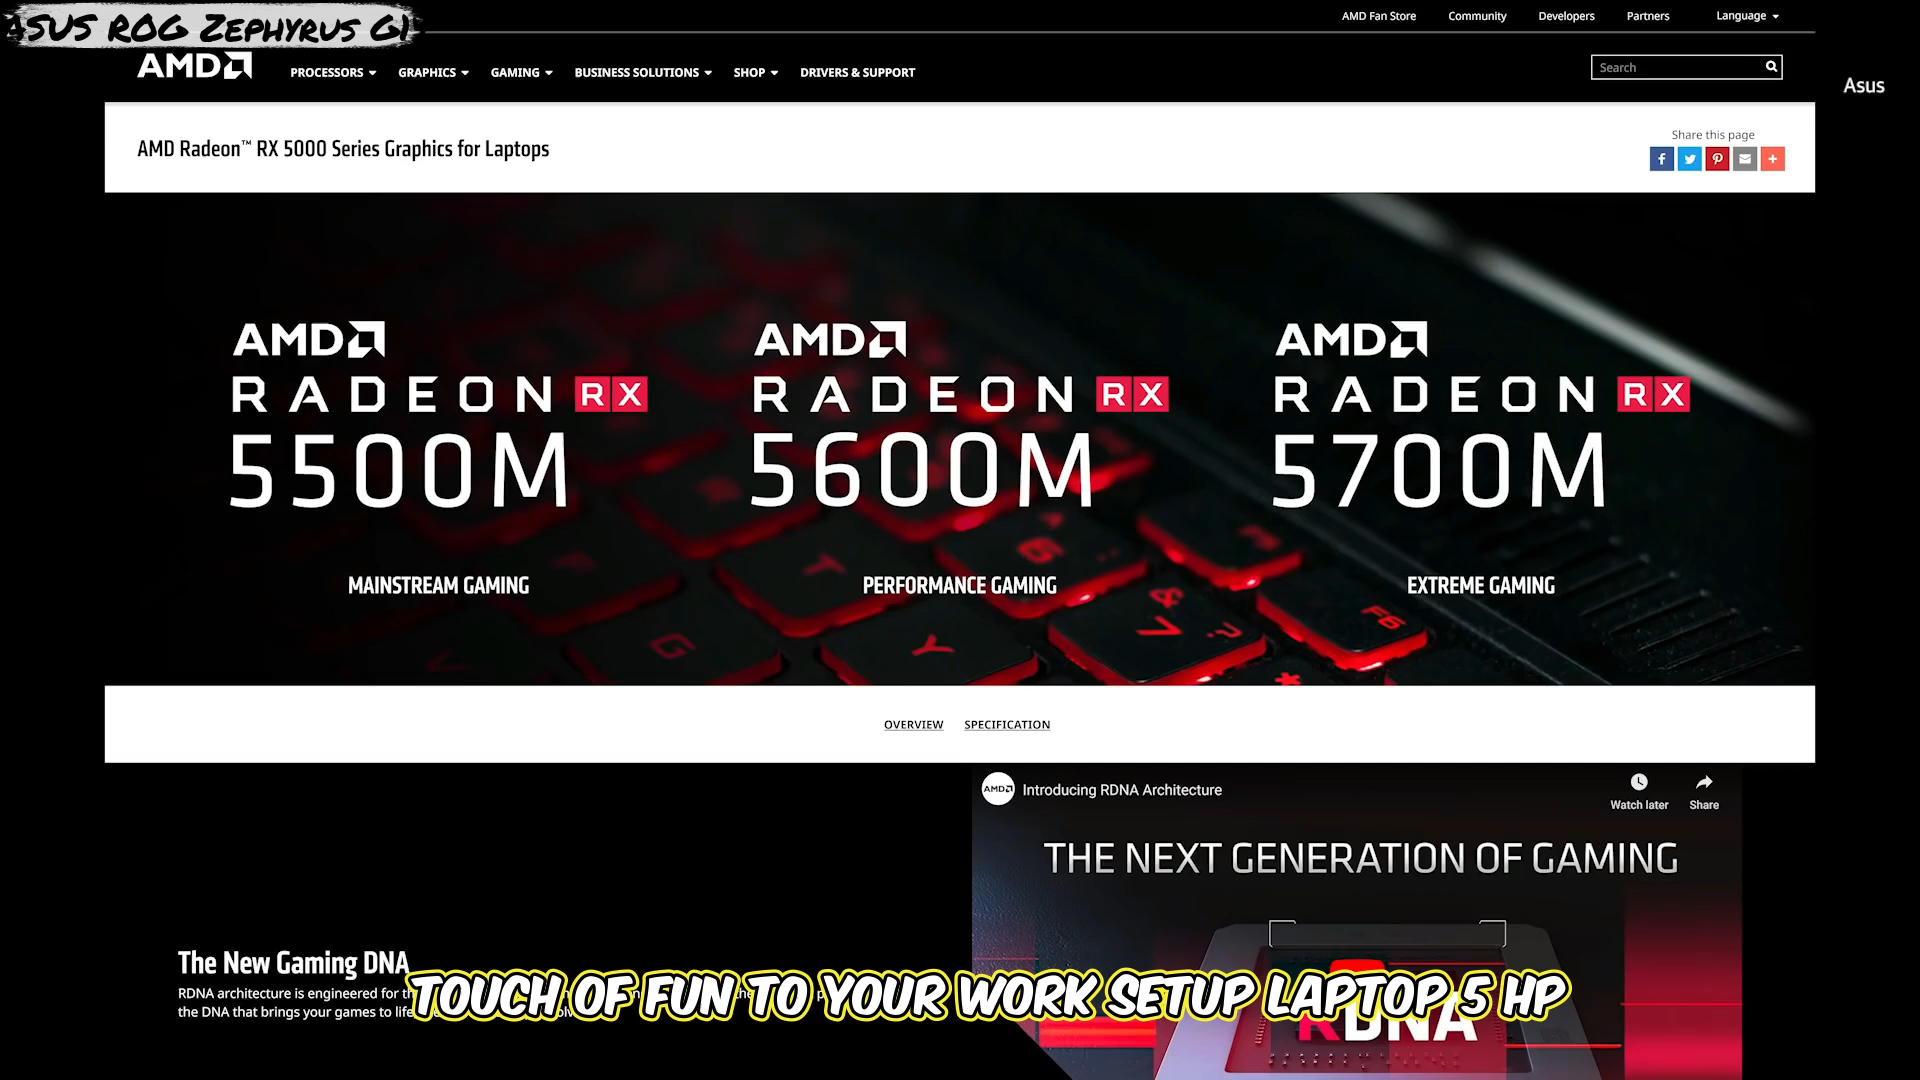 ASUS ROG Zephyrus G1
AMD Fan Store Community Developers Partners Language
AMD PROCESSORS GRAPHICS GAMING BUSINESS SOLUTIONS SHOP DRIVERS & SUPPORT Search
Asus
AMD Radeon™ RX 5000 Series Graphics for Laptops
Share this page
AMD
RADEON RX
5500M
MAINSTREAM GAMING
AMD
RADEON RX
5600M
PERFORMANCE GAMING
AMD
RADEON RX
5700M
EXTREME GAMING
OVERVIEW SPECIFICATION
AMD Introducing RDNA Architecture
Watch later Share
THE NEXT GENERATION OF GAMING
RDNA
The New Gaming DNA
RDNA architecture is engineered for
the DNA that brings your games to life
TOUCH OF FUN TO YOUR WORK SETUP LAPTOP 5 HP